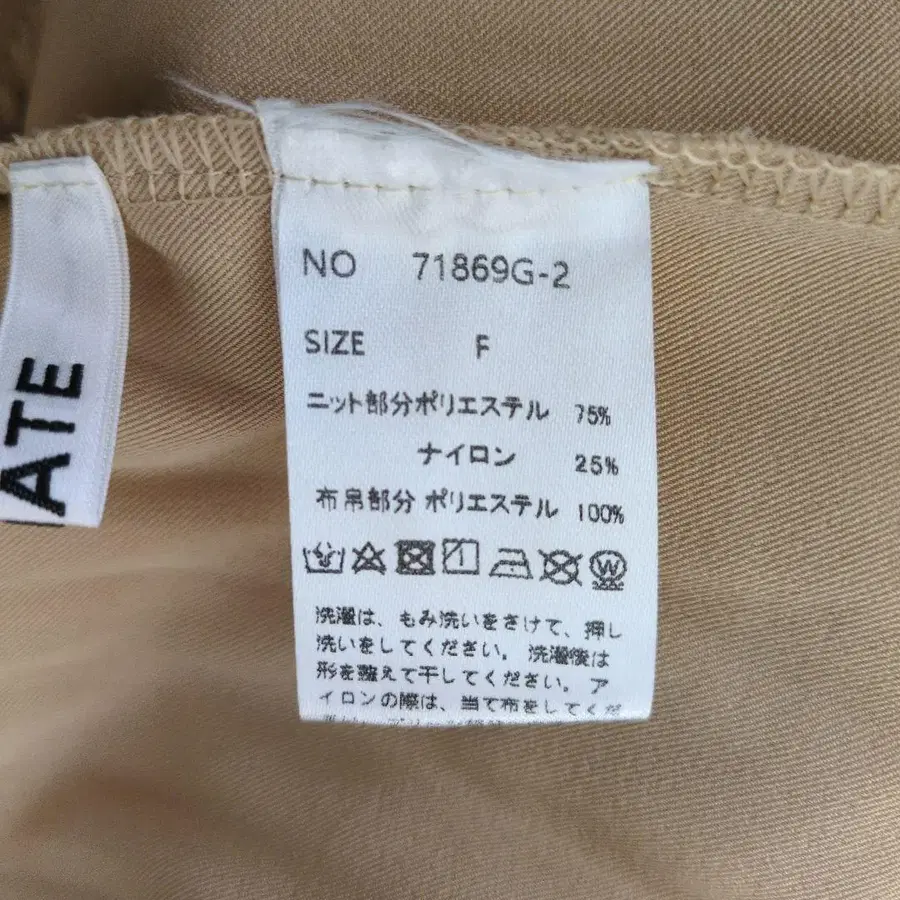 NO 71869G-2
SIZE F
ニット部分ポリエステル 75%
ナイロン 25%
布帛部分 ポリエステル 100%
W
洗濯は、もみ洗いをさけて、押し
洗いをしてください。洗濯後は
形を整えて干してください。ア
イロンの際は、当て布をしてくだ
ATE